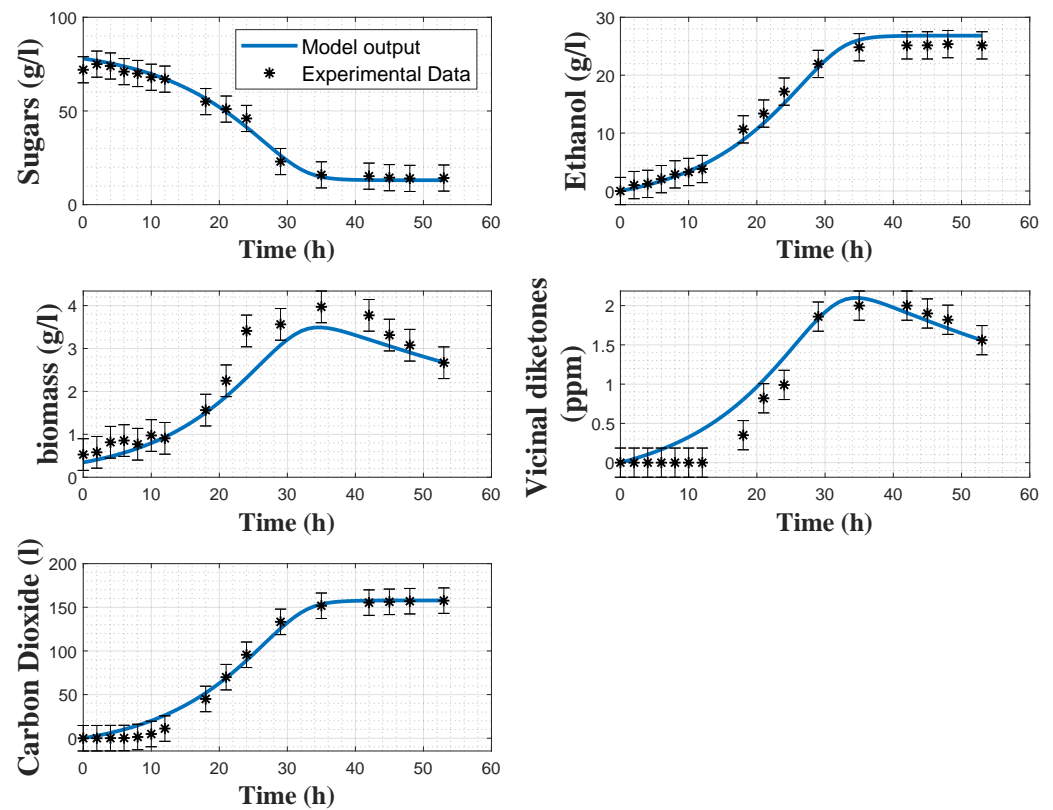 100
50
0
Sugars (g/l)
Model output
Experimental Data
0 10 20 30 40 50 60
Time (h)
30
20
10
0
Ethanol (g/l)
0 10 20 30 40 50 60
Time (h)
4
3
2
1
0
biomass (g/l)
0 10 20 30 40 50 60
Time (h)
2
1.5
1
0.5
0
Vicinal diketones
(ppm)
0 10 20 30 40 50 60
Time (h)
200
150
100
50
0
Carbon Dioxide (l)
0 10 20 30 40 50 60
Time (h)